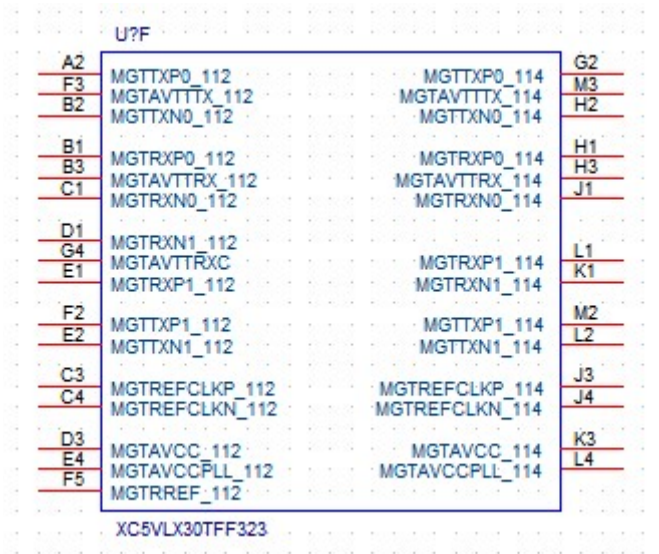 U?F
A2 MGTTXP0_112 MGTTXP0_114 G2
F3 MGTAVTTTX_112 MGTAVTTTX_114 M3
B2 MGTTXN0_112 MGTTXN0_114 H2
B1 MGTRXP0_112 MGTRXP0_114 H1
B3 MGTAVTTRX_112 MGTAVTTRX_114 H3
C1 MGTRXN0_112 MGTRXN0_114 J1
D1 MGTRXN1_112
G4 MGTAVTTRXC MGTRXP1_114 L1
E1 MGTRXP1_112 MGTRXN1_114 K1
F2 MGTTXP1_112 MGTTXP1_114 M2
E2 MGTTXN1_112 MGTTXN1_114 L2
C3 MGTREFCLKP_112 MGTREFCLKP_114 J3
C4 MGTREFCLKN_112 MGTREFCLKN_114 J4
D3 MGTAVCC_112 MGTAVCC_114 K3
E4 MGTAVCCPLL_112 MGTAVCCPLL_114 L4
F5 MGTRREF_112
XC5VLX30TFF323